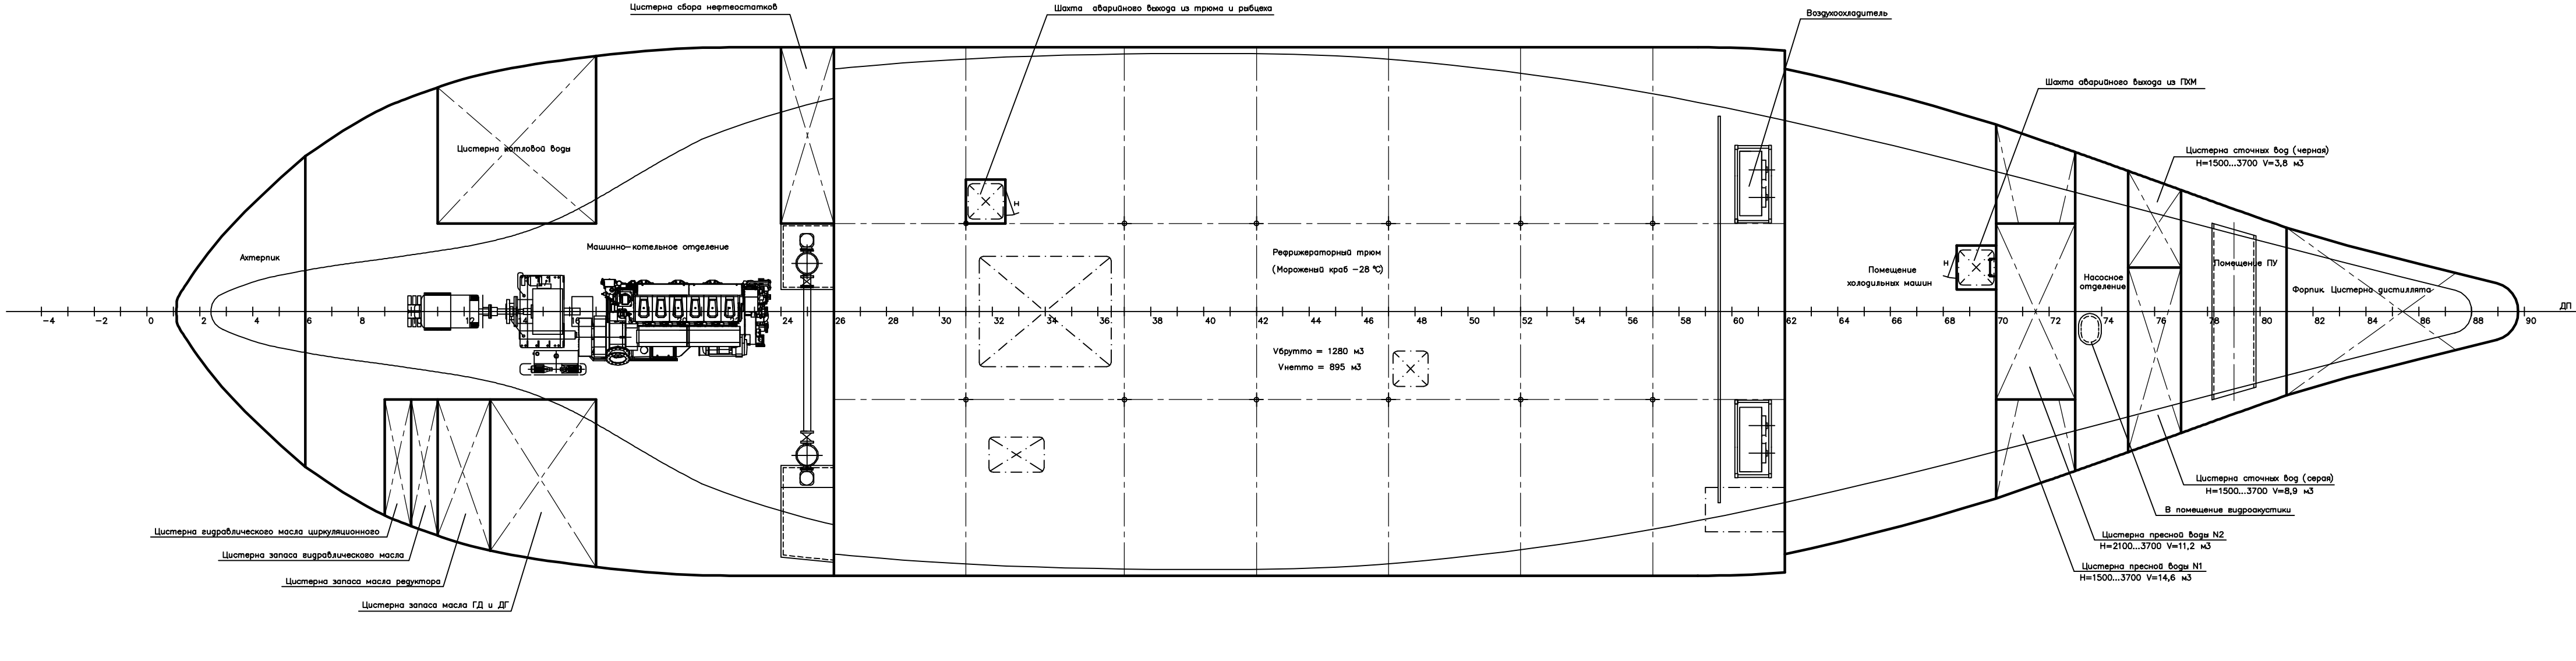 Цистерна сбора нефтеостатков
Шахта аварийного выхода из трюма и рыбцеха
Воздухоохладитель
Шахта аварийного выхода из ПХМ
Цистерна сточных вод (черная)
H=1500...3700 V=3,8 м3
Цистерна котловой воды
Н
Машинно-котельное отделение
Ахтерпик
Рефрижераторный трюм
(Мороженый краб -28 °С)
Н
Помещение
холодильных машин
Насосное
отделение
Помещение ПУ
Форпик Цистерна дистиллята
ДП
-4 -2 0 2 4 6 8 12 14 16 24 26 28 30 32 34 36 38 40 42 44 46 48 50 52 54 56 58 60 62 64 66 68 70 72 74 76 78 80 82 84 86 88 90
Vбрутто = 1280 м3
Vнетто = 895 м3
Цистерна сточных вод (серая)
H=1500...3700 V=8,9 м3
В помещение гидроакустики
Цистерна пресной воды N2
H=2100...3700 V=11,2 м3
Цистерна пресной воды N1
H=1500...3700 V=14,6 м3
Цистерна гидравлического масла циркуляционного
Цистерна запаса гидравлического масла
Цистерна запаса масла редуктора
Цистерна запаса масла ГД и ДГ